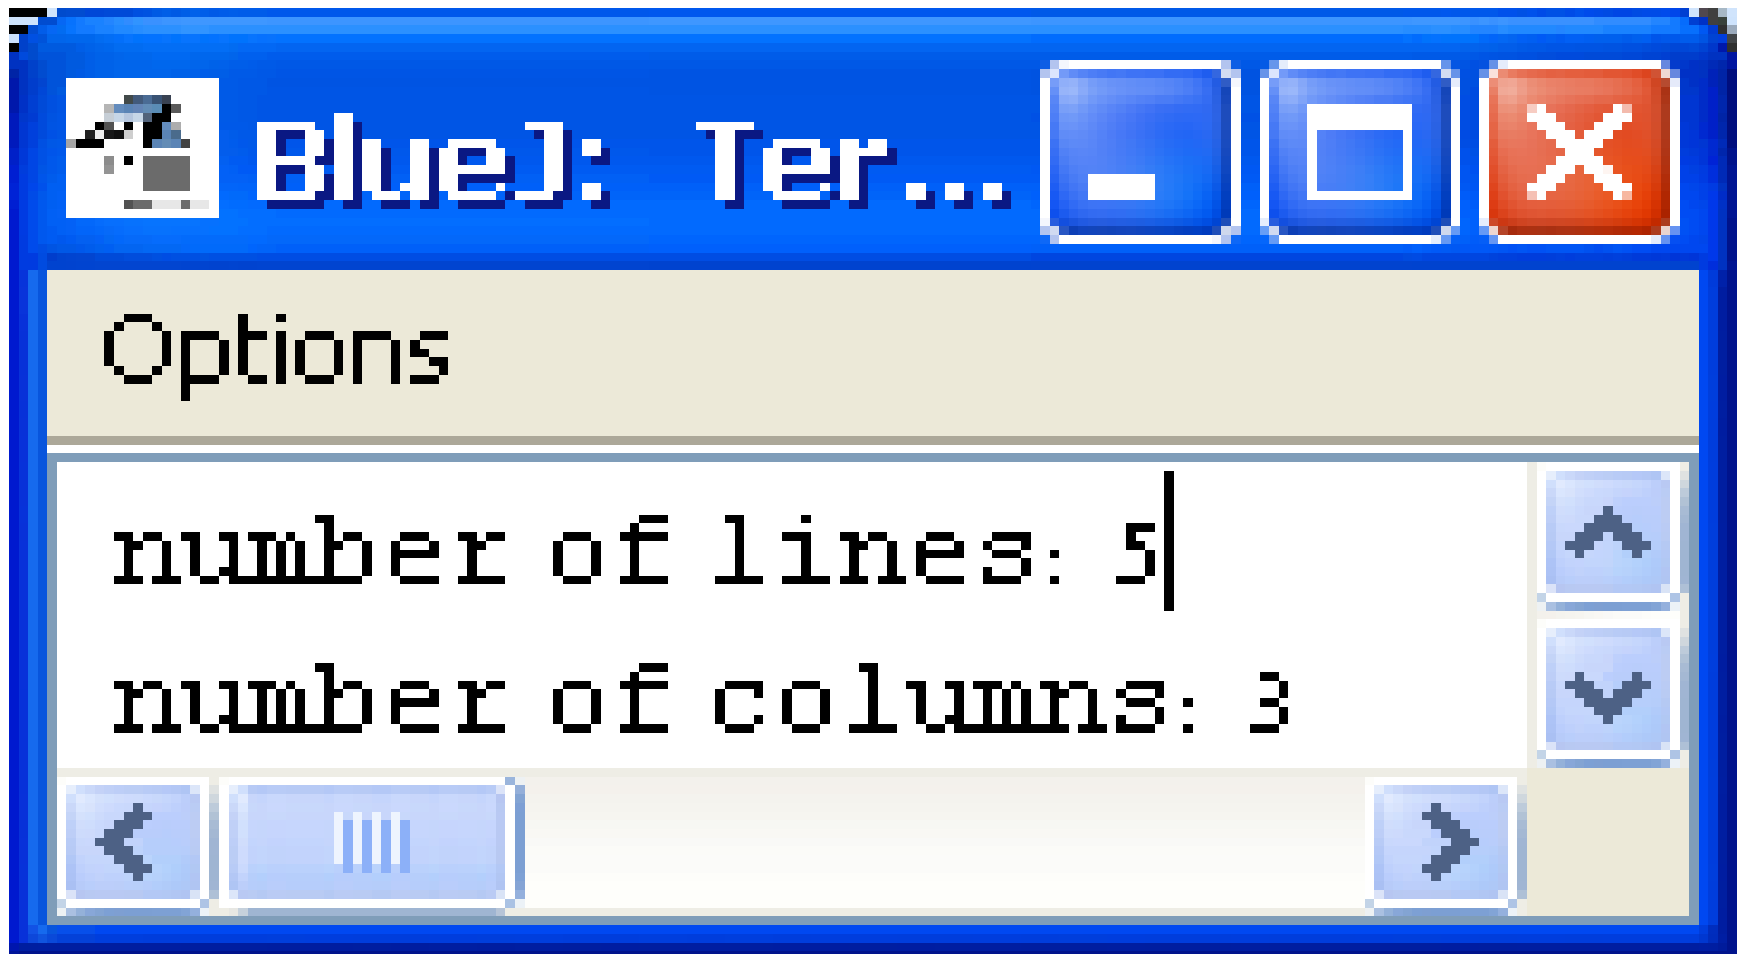 BlueJ: Ter...
Options
number of lines: 5
number of columns: 3